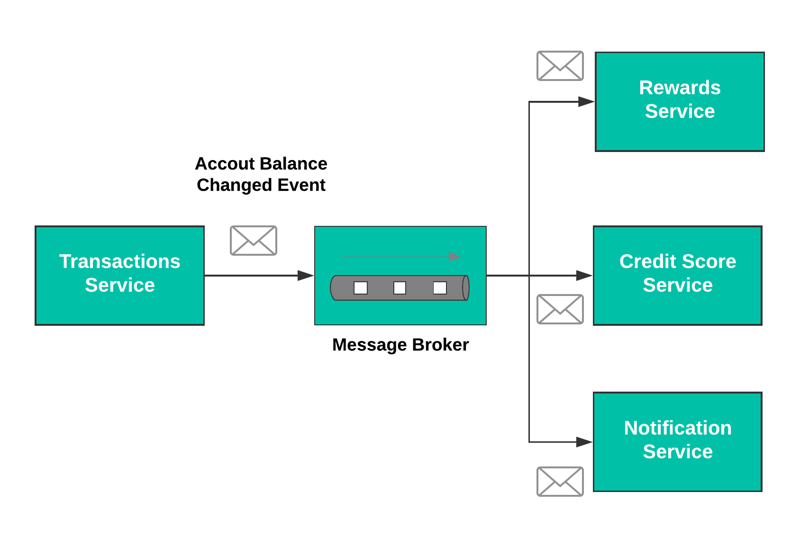 Rewards
Service
Accout Balance
Changed Event
Transactions
Service
Credit Score
Service
Message Broker
Notification
Service